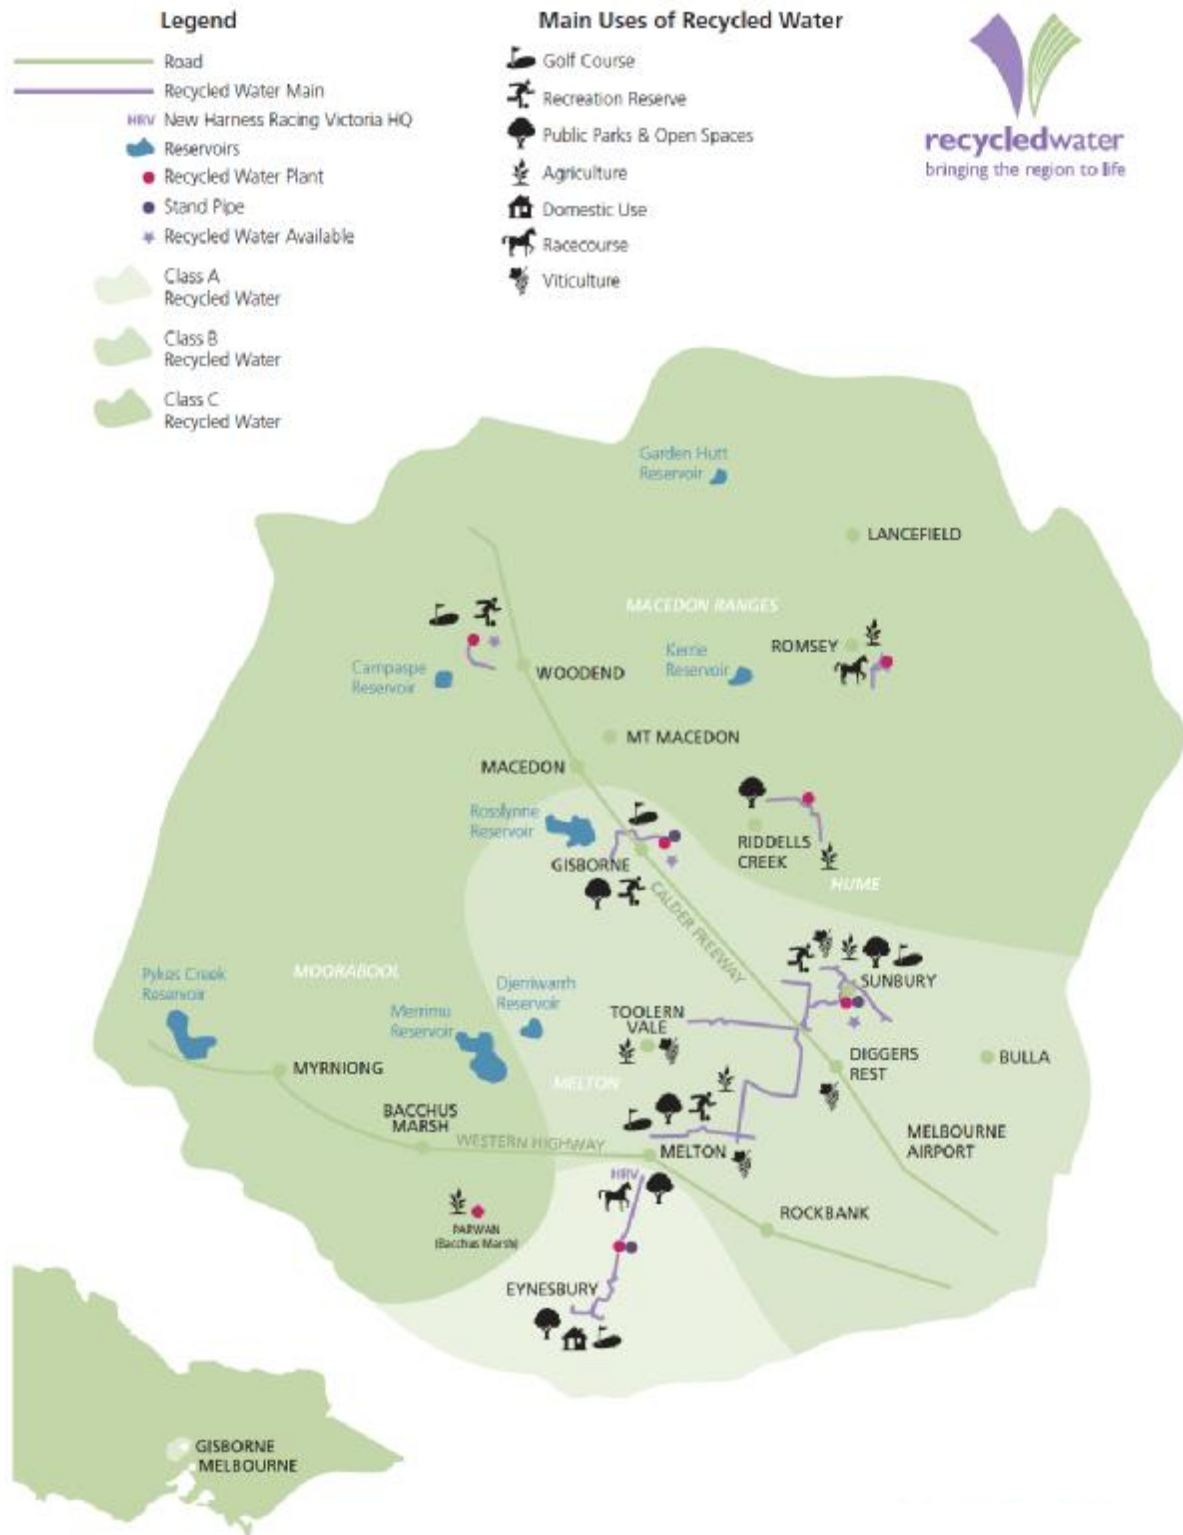 Legend
Road
Recycled Water Main
HRV New Harness Racing Victoria HQ
Reservoirs
Recycled Water Plant
Stand Pipe
Recycled Water Available
Class A
Recycled Water
Class B
Recycled Water
Class C
Recycled Water
Main Uses of Recycled Water
Golf Course
Recreation Reserve
Public Parks & Open Spaces
Agriculture
Domestic Use
Racecourse
Viticulture
recycledwater
bringing the region to life
Garden Hutt
Reservoir
LANCEFIELD
MACEDON RANGES
ROMSEY
Kerrie
Reservoir
Campaspe
Reservoir
WOODEND
MT MACEDON
MACEDON
Rosslynne
Reservoir
GISBORNE
RIDDELLS
CREEK
HUME
CALDER FREEWAY
Pykes Creek
Reservoir
MOORABOOL
Djerriwarrh
Reservoir
Merrimu
Reservoir
TOOLERN
VALE
SUNBURY
DIGGERS
REST
BULLA
MYRNIONG
MELTON
BACCHUS
MARSH
WESTERN HIGHWAY
MELTON
MELBOURNE
AIRPORT
HRV
ROCKBANK
PARWAN
(Bacchus Marsh)
EYNESBURY
GISBORNE
MELBOURNE